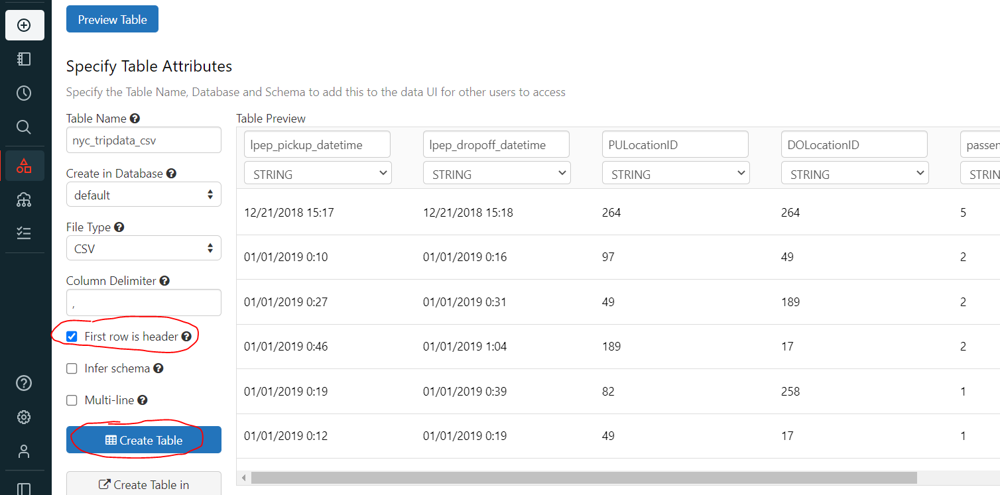 Preview Table
Specify Table Attributes
Specify the Table Name, Database and Schema to add this to the data UI for other users to access
Table Name
nyc_tripdata_csv
Create in Database
default
File Type
CSV
Column Delimiter
,
First row is header
Infer schema
Multi-line
Create Table
Create Table in
Table Preview
lpep_pickup_datetime lpep_dropoff_datetime PULocationID DOLocationID passen
STRING STRING STRING STRING STRIN
12/21/2018 15:17 12/21/2018 15:18 264 264 5
01/01/2019 0:10 01/01/2019 0:16 97 49 2
01/01/2019 0:27 01/01/2019 0:31 49 189 2
01/01/2019 0:46 01/01/2019 1:04 189 17 2
01/01/2019 0:19 01/01/2019 0:39 82 258 1
01/01/2019 0:12 01/01/2019 0:19 49 17 1